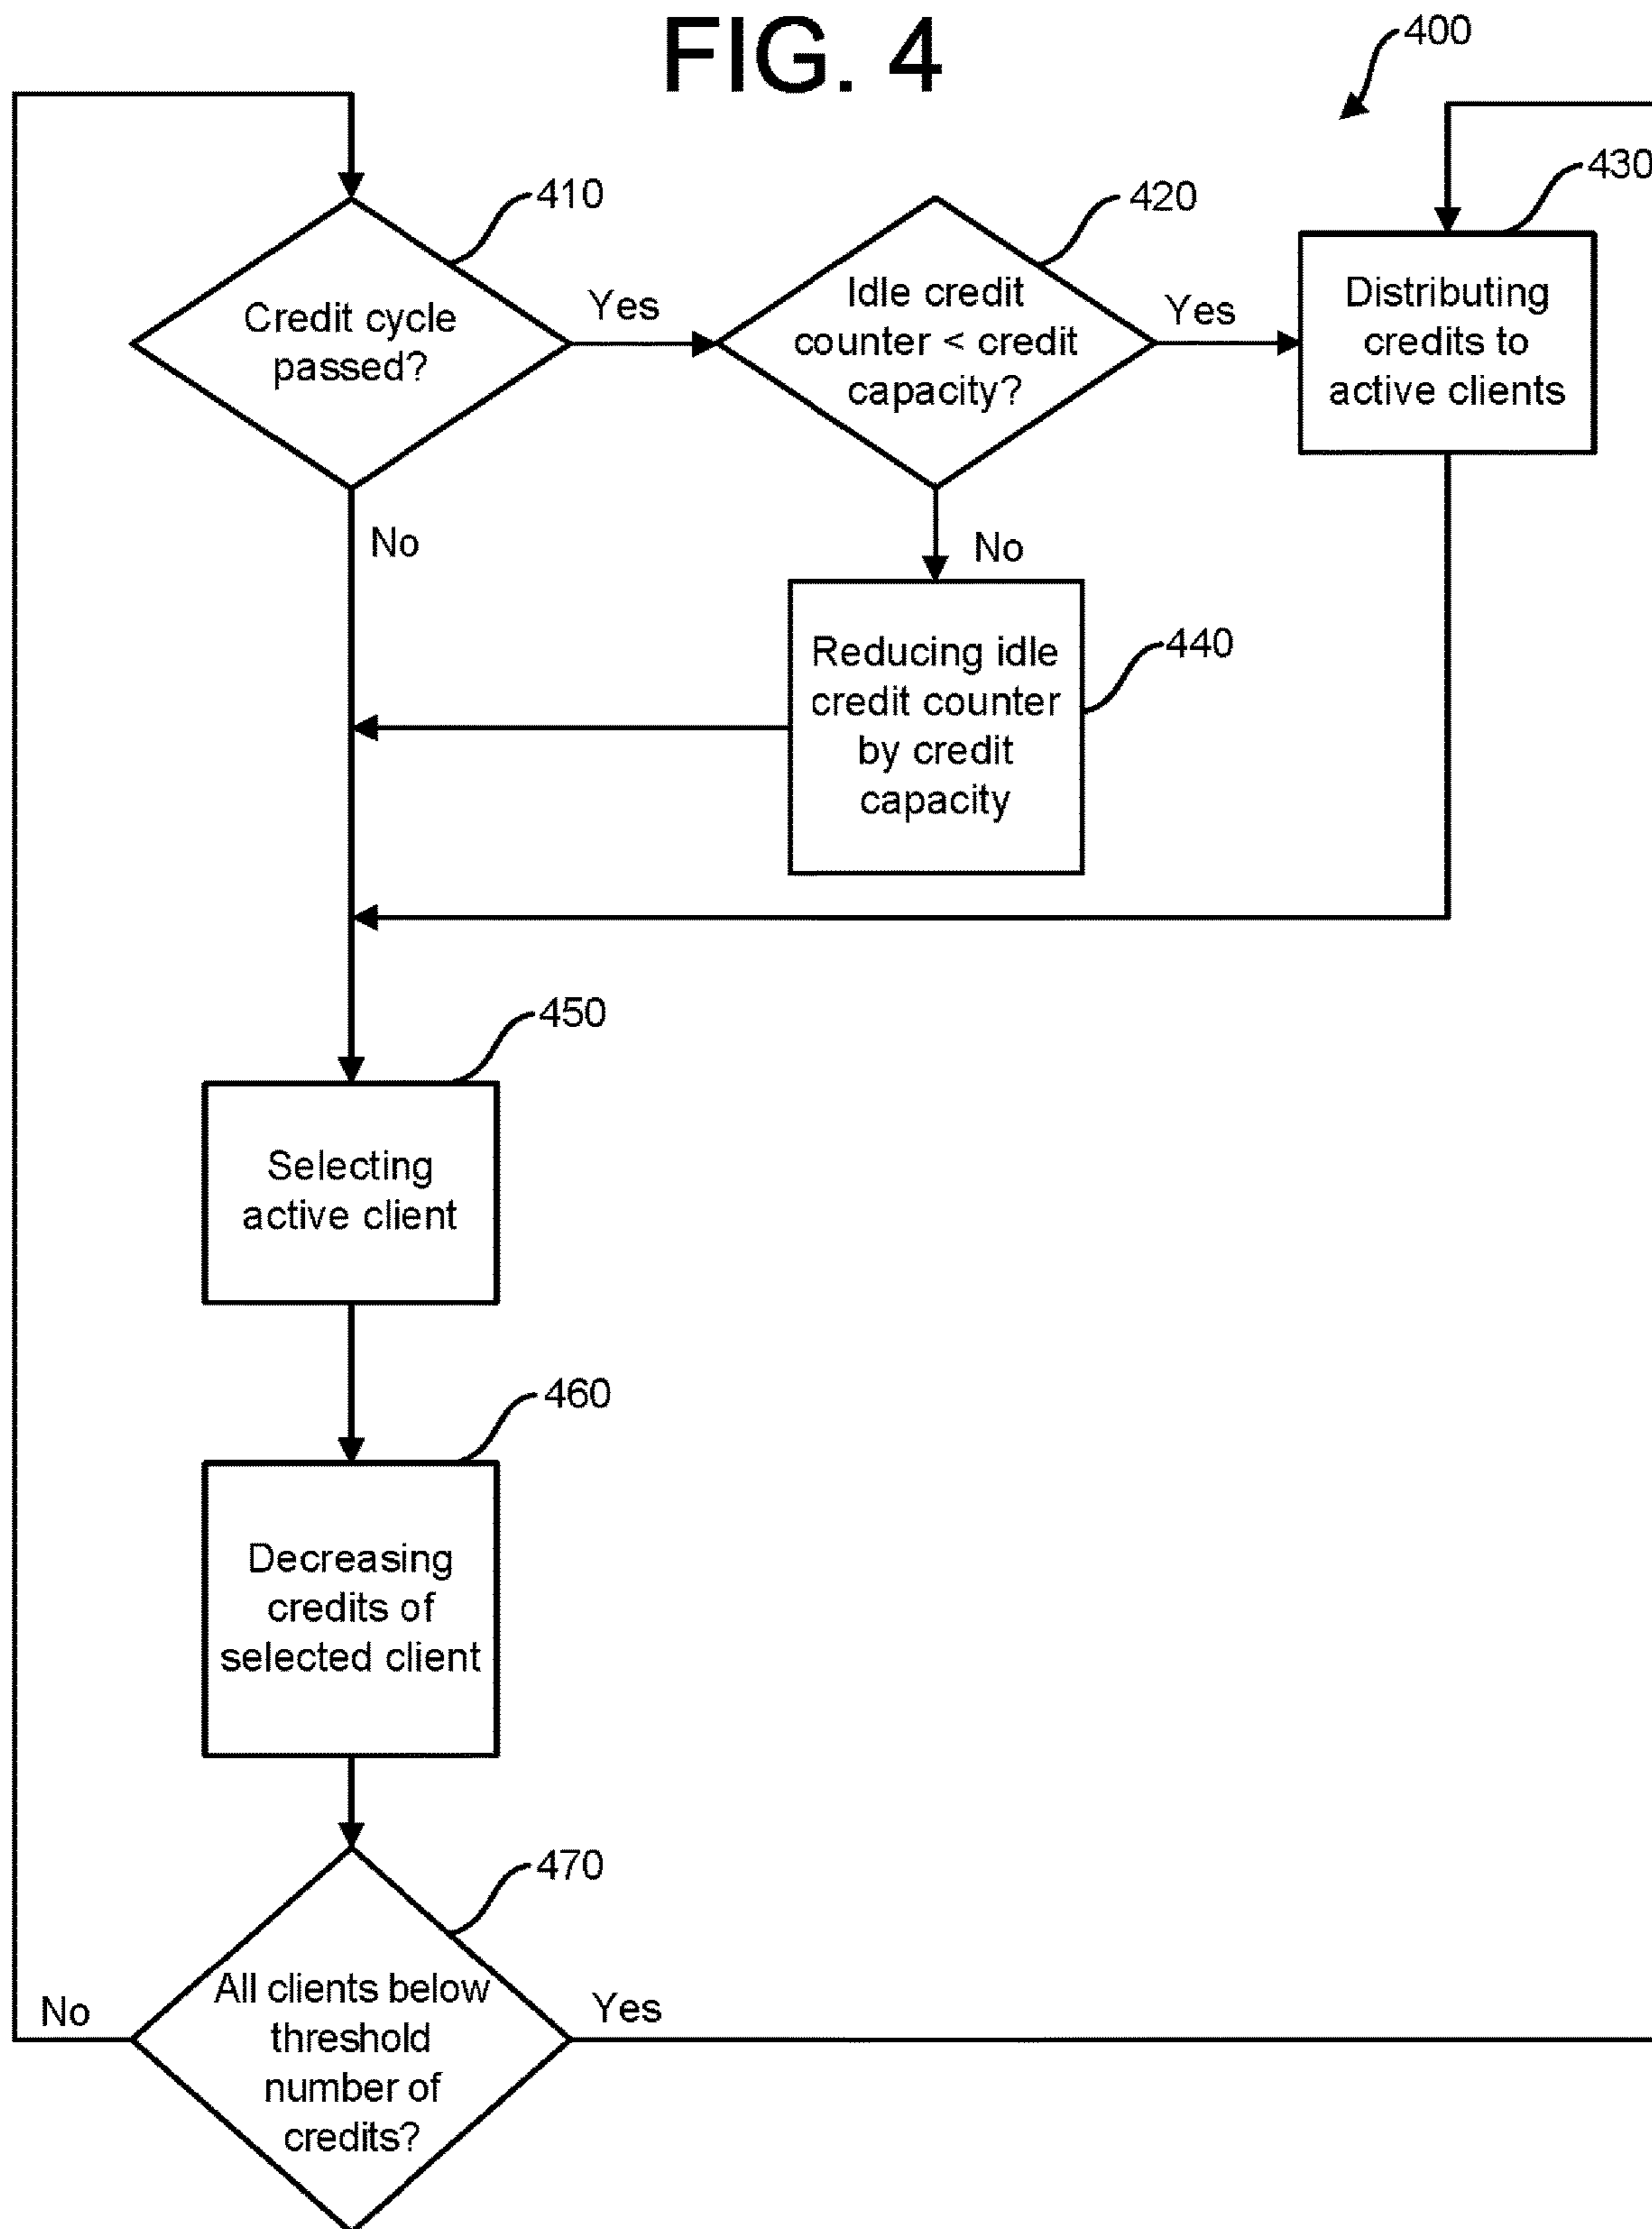 FIG. 4
400
410
Credit cycle
passed?
Yes
No
420
Idle credit
counter < credit
capacity?
Yes
No
430
Distributing
credits to
active clients
440
Reducing idle
credit counter
by credit
capacity
450
Selecting
active client
460
Decreasing
credits of
selected client
470
All clients below
threshold
number of
credits?
No
Yes